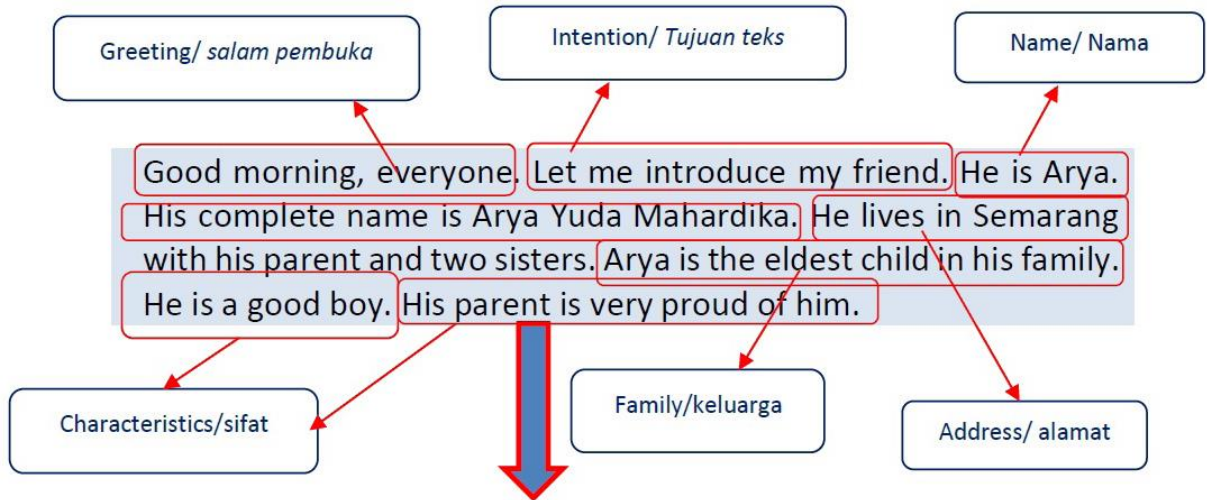 Greeting/ salam pembuka
Intention/ Tujuan teks
Name/ Nama
Good morning, everyone. Let me introduce my friend. He is Arya.
His complete name is Arya Yuda Mahardika. He lives in Semarang
with his parent and two sisters. Arya is the eldest child in his family.
He is a good boy. His parent is very proud of him.
Characteristics/sifat
Family/keluarga
Address/ alamat